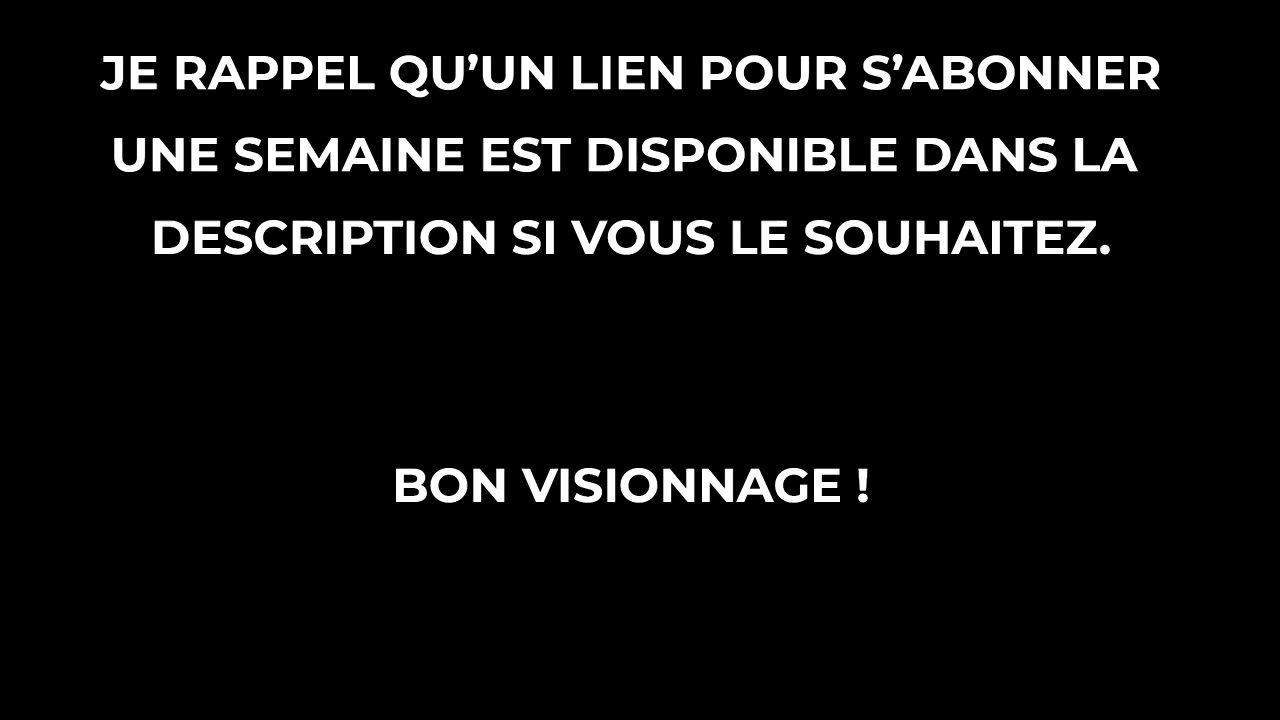 JE RAPPEL QU’UN LIEN POUR S’ABONNER
UNE SEMAINE EST DISPONIBLE DANS LA
DESCRIPTION SI VOUS LE SOUHAITEZ.
BON VISIONNAGE !